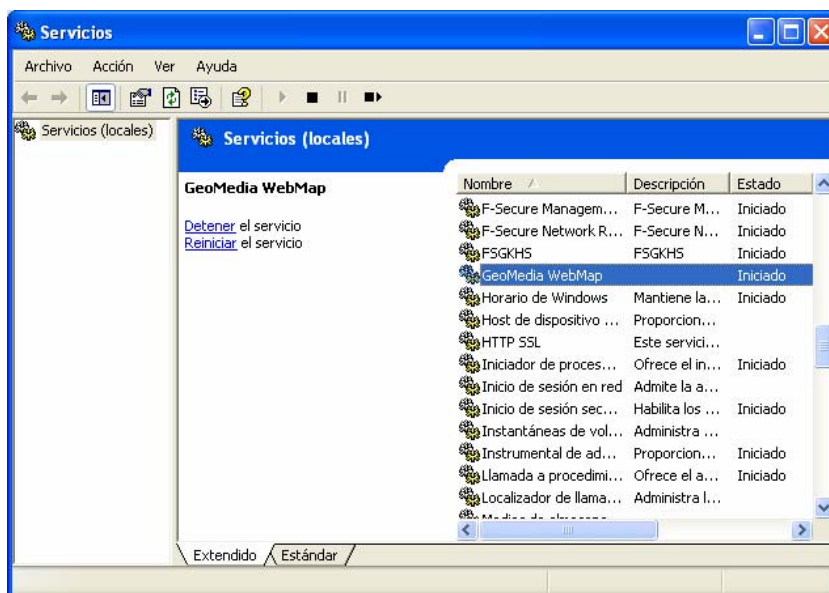 Servicios
Archivo Acción Ver Ayuda
Servicios (locales)
Servicios (locales)
GeoMedia WebMap
Detener el servicio
Reiniciar el servicio
Nombre Descripción Estado
F-Secure Managem... F-Secure M... Iniciado
F-Secure Network R... F-Secure N... Iniciado
FSGKHS FSGKHS Iniciado
GeoMedia WebMap Iniciado
Horario de Windows Mantiene la... Iniciado
Host de dispositivo ... Proporcion...
HTTP SSL Este servici...
Iniciador de proces... Ofrece el in... Iniciado
Inicio de sesión en red Admite la a...
Inicio de sesión sec... Habilita los ... Iniciado
Instantáneas de vol... Administra ...
Instrumental de ad... Proporcion... Iniciado
Llamada a procedimi... Ofrece el a... Iniciado
Localizador de llama... Administra l...
Extendido Estándar